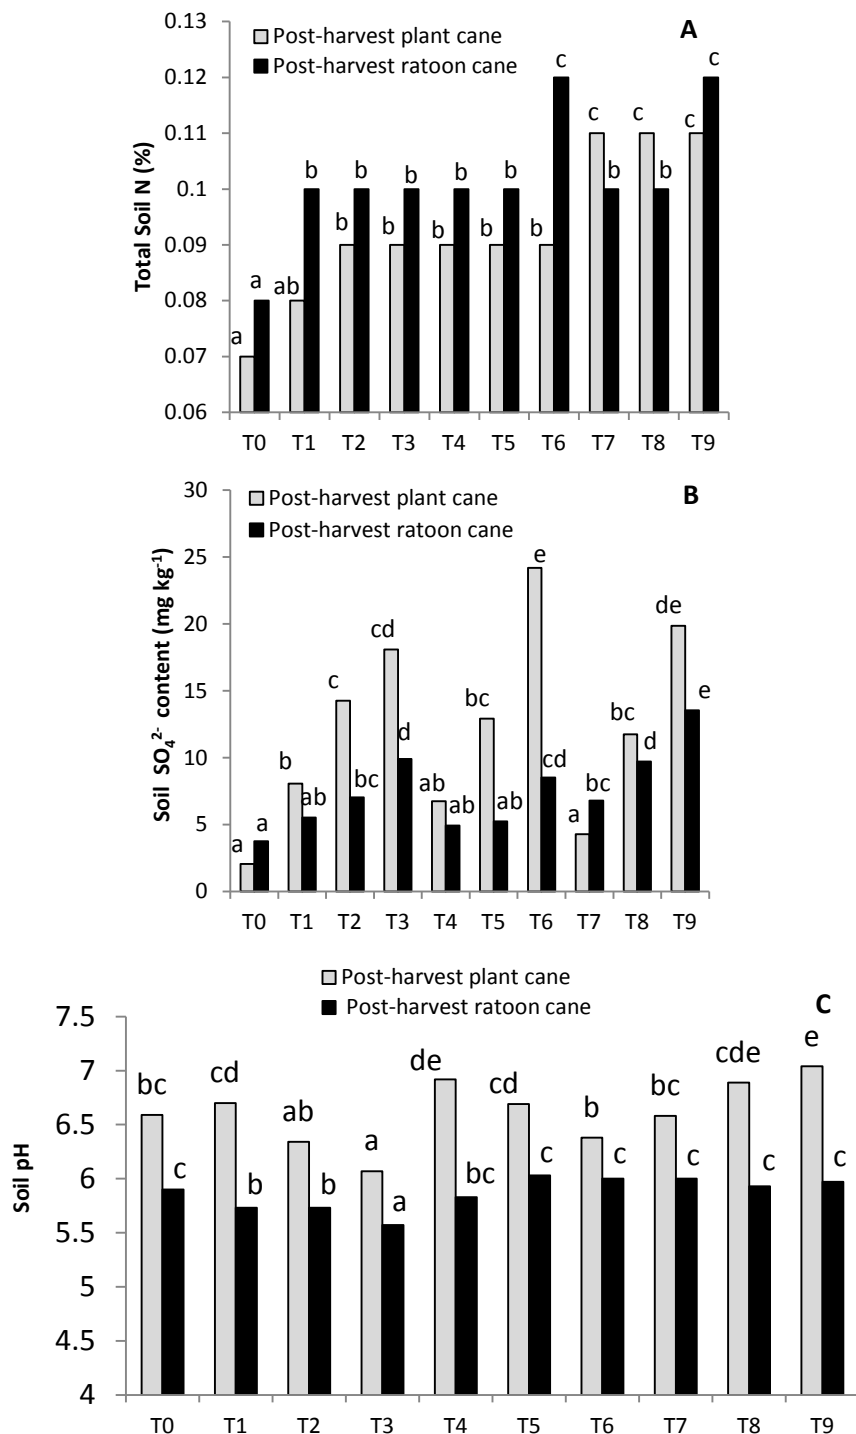 A
Post-harvest plant cane
Post-harvest ratoon cane
Total Soil N (%)
0.13
0.12
0.11
0.1
0.09
0.08
0.07
0.06
a a ab b b b b b b b b b b c c b c b c c
T0 T1 T2 T3 T4 T5 T6 T7 T8 T9
B
Post-harvest plant cane
Post-harvest ratoon cane
Soil SO₄²⁻ content (mg kg⁻¹)
30
25
20
15
10
5
0
a a b ab c bc cd d ab ab bc ab e cd a bc bc d de e
T0 T1 T2 T3 T4 T5 T6 T7 T8 T9
Post-harvest plant cane
Post-harvest ratoon cane
C
Soil pH
7.5
7
6.5
6
5.5
5
4.5
4
bc c cd b ab b a a de bc cd c b c bc c cde c e c
T0 T1 T2 T3 T4 T5 T6 T7 T8 T9